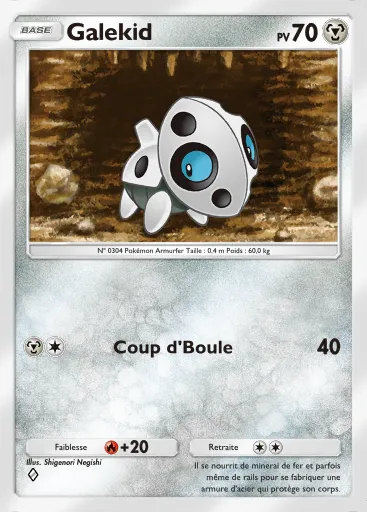 BASE
Galekid
PV 70
N° 0304 Pokémon Armurfer Taille : 0,4 m Poids : 60,0 kg
Coup d'Boule 40
Faiblesse +20
Retraite
Illus. Shigenori Negishi
Il se nourrit de minerai de fer et parfois
même de rails pour se fabriquer une
armure d'acier qui protège son corps.